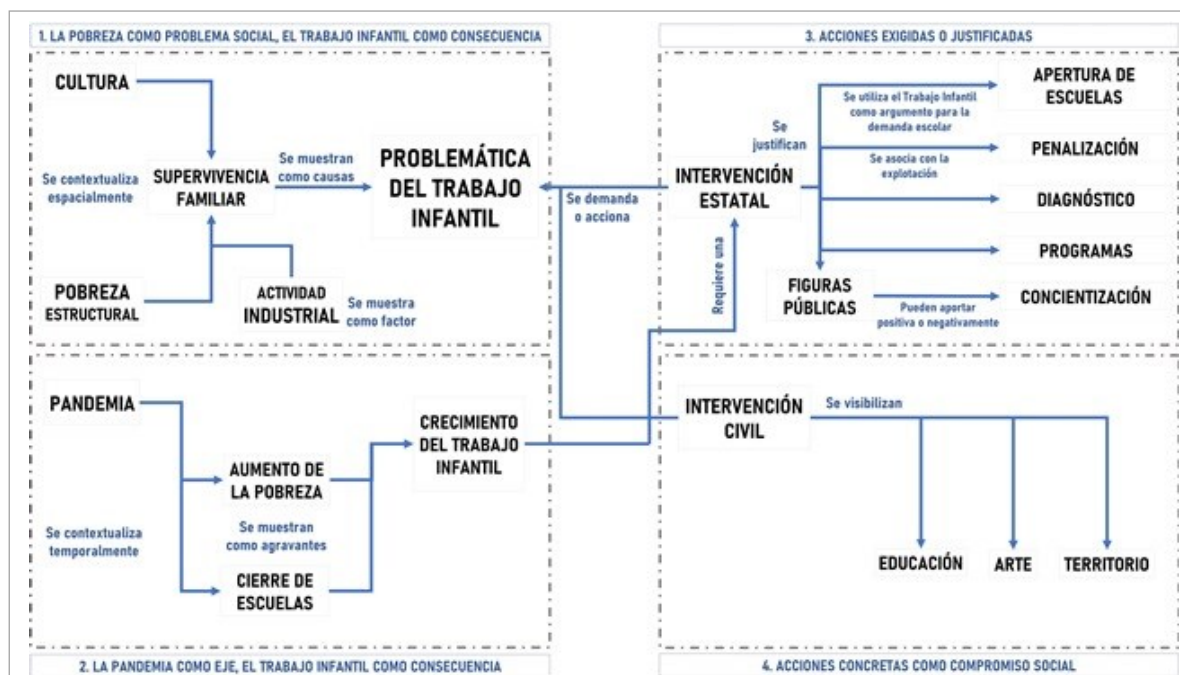 1. LA POBREZA COMO PROBLEMA SOCIAL, EL TRABAJO INFANTIL COMO CONSECUENCIA
CULTURA
Se contextualiza
espacialmente
SUPERVIVENCIA
FAMILIAR
Se muestran
como causas
PROBLEMÁTICA
DEL TRABAJO
INFANTIL
POBREZA
ESTRUCTURAL
ACTIVIDAD
INDUSTRIAL
Se muestra
como factor
3. ACCIONES EXIGIDAS O JUSTIFICADAS
Se demanda
o acciona
INTERVENCIÓN
ESTATAL
Requiere una
Se
justifican
Se utiliza el Trabajo Infantil
como argumento para la
demanda escolar
APERTURA DE
ESCUELAS
Se asocia con la
explotación
PENALIZACIÓN
DIAGNÓSTICO
PROGRAMAS
FIGURAS
PÚBLICAS
Pueden aportar
positiva o negativamente
CONCIENTIZACIÓN
PANDEMIA
Se contextualiza
temporalmente
AUMENTO DE
LA POBREZA
Se muestran
como agravantes
CIERRE DE
ESCUELAS
CRECIMIENTO
DEL TRABAJO
INFANTIL
2. LA PANDEMIA COMO EJE, EL TRABAJO INFANTIL COMO CONSECUENCIA
INTERVENCIÓN
CIVIL
Se visibilizan
EDUCACIÓN
ARTE
TERRITORIO
4. ACCIONES CONCRETAS COMO COMPROMISO SOCIAL